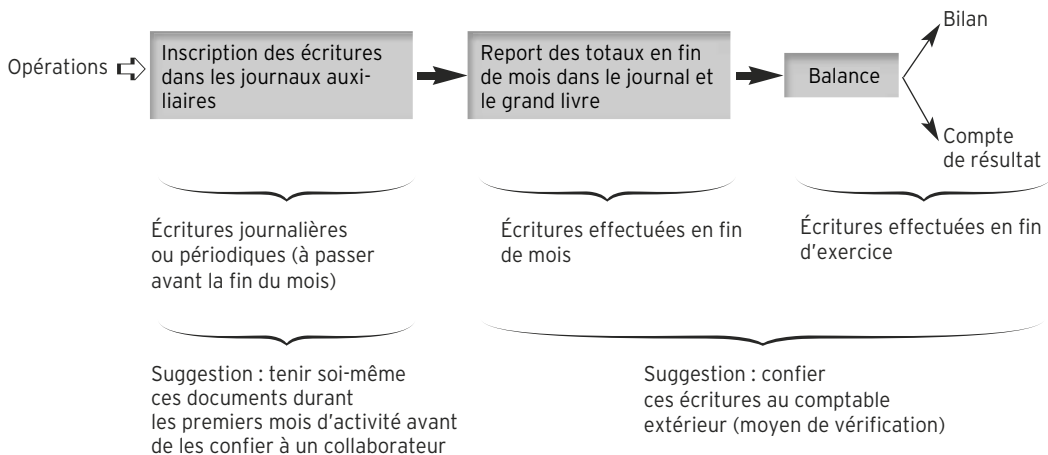 Opérations
Inscription des écritures
dans les journaux auxi-
liaires
Report des totaux en fin
de mois dans le journal et
le grand livre
Balance
Bilan
Compte
de résultat
Écritures journalières
ou périodiques (à passer
avant la fin du mois)
Écritures effectuées en fin
de mois
Écritures effectuées en fin
d'exercice
Suggestion : tenir soi-même
ces documents durant
les premiers mois d'activité avant
de les confier à un collaborateur
Suggestion : confier
ces écritures au comptable
extérieur (moyen de vérification)